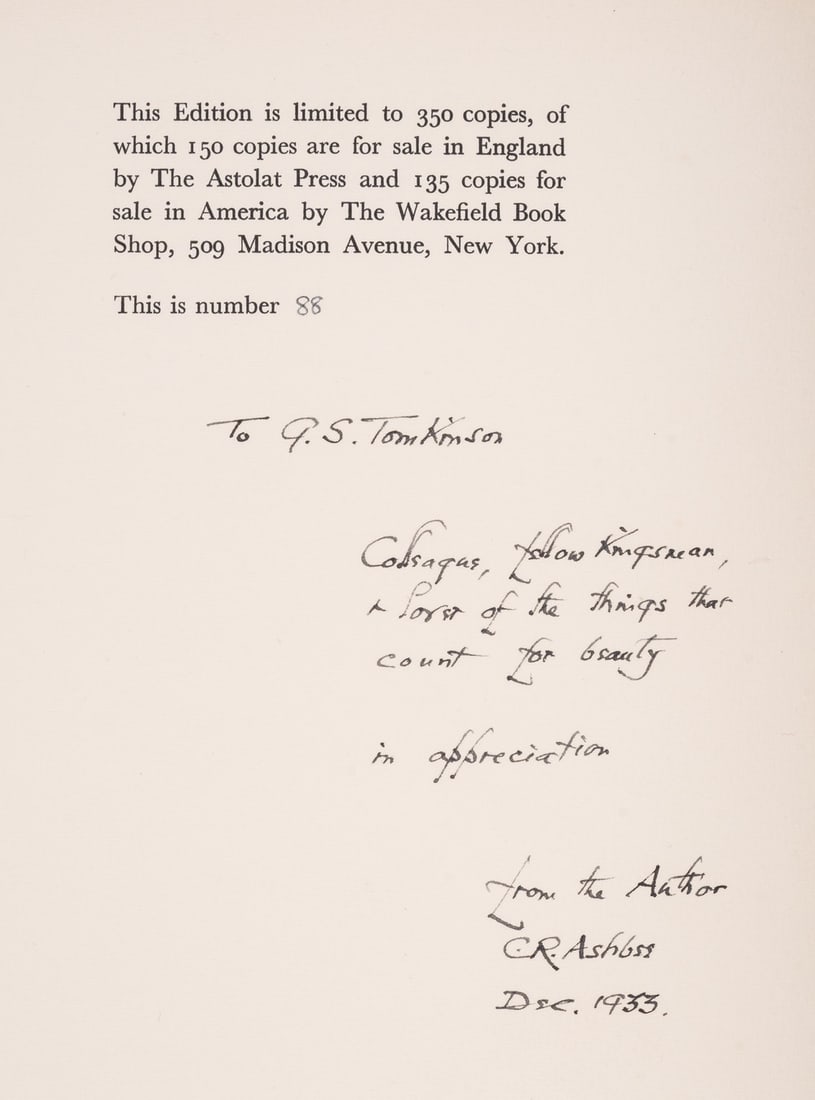 This Edition is limited to 350 copies, of
which 150 copies are for sale in England
by The Astolat Press and 135 copies for
sale in America by The Wakefield Book
Shop, 509 Madison Avenue, New York.
This is number 88
To G. S. Tomkinson
Colleague, fellow Kingsman,
& lover of the things that
count for beauty
in appreciation
from the Author
C.R. Ashbee
Dec. 1933.